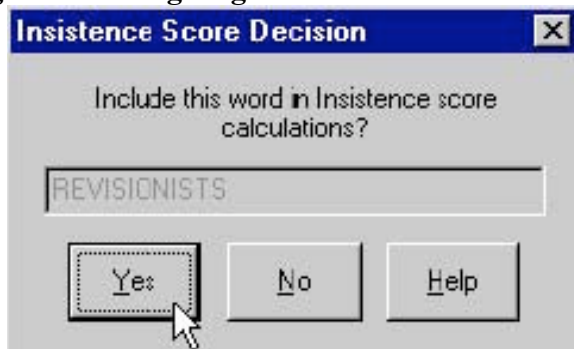 Insistence Score Decision
Include this word in Insistence score
calculations?
REVISIONISTS
Yes No Help